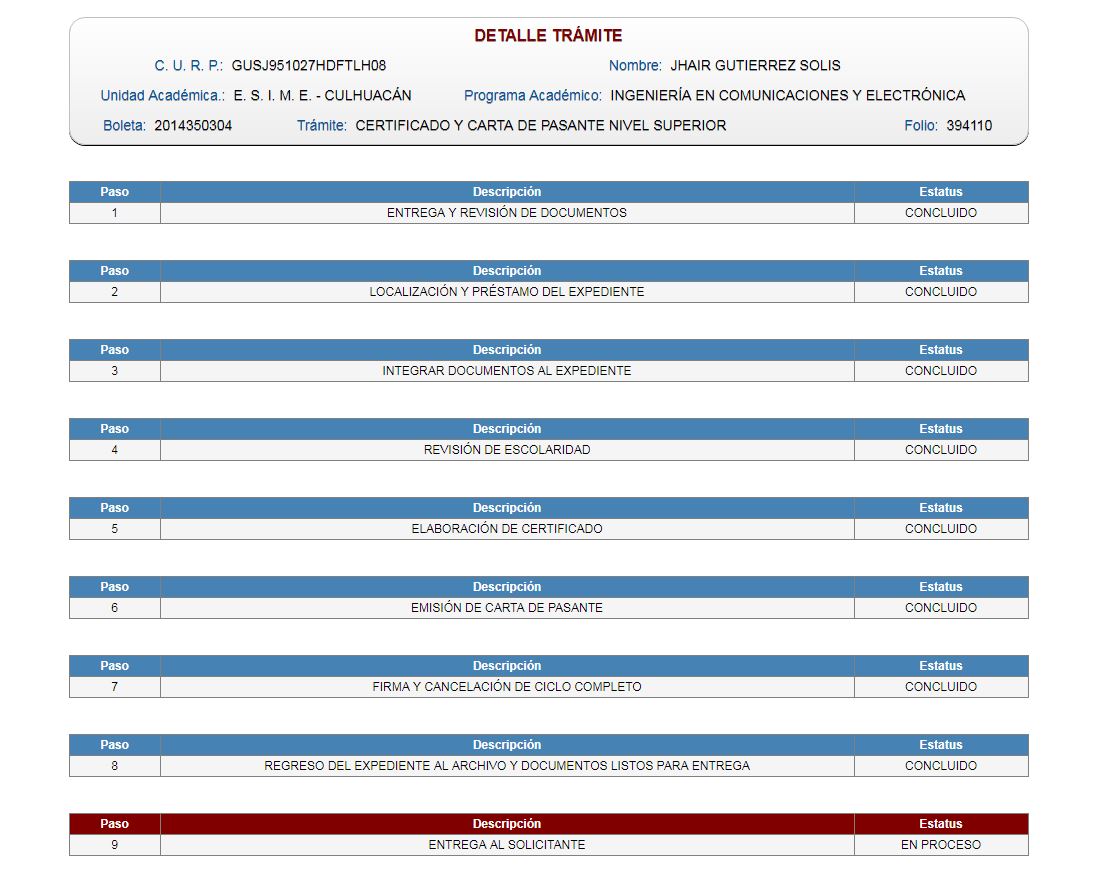 DETALLE TRÁMITE
C. U. R. P.: GUSJ951027HDFTLH08 Nombre: JHAIR GUTIERREZ SOLIS
Unidad Académica.: E. S. I. M. E. - CULHUACÁN Programa Académico: INGENIERÍA EN COMUNICACIONES Y ELECTRÓNICA
Boleta: 2014350304 Trámite: CERTIFICADO Y CARTA DE PASANTE NIVEL SUPERIOR Folio: 394110
Paso Descripción Estatus
1 ENTREGA Y REVISIÓN DE DOCUMENTOS CONCLUIDO
Paso Descripción Estatus
2 LOCALIZACIÓN Y PRÉSTAMO DEL EXPEDIENTE CONCLUIDO
Paso Descripción Estatus
3 INTEGRAR DOCUMENTOS AL EXPEDIENTE CONCLUIDO
Paso Descripción Estatus
4 REVISIÓN DE ESCOLARIDAD CONCLUIDO
Paso Descripción Estatus
5 ELABORACIÓN DE CERTIFICADO CONCLUIDO
Paso Descripción Estatus
6 EMISIÓN DE CARTA DE PASANTE CONCLUIDO
Paso Descripción Estatus
7 FIRMA Y CANCELACIÓN DE CICLO COMPLETO CONCLUIDO
Paso Descripción Estatus
8 REGRESO DEL EXPEDIENTE AL ARCHIVO Y DOCUMENTOS LISTOS PARA ENTREGA CONCLUIDO
Paso Descripción Estatus
9 ENTREGA AL SOLICITANTE EN PROCESO